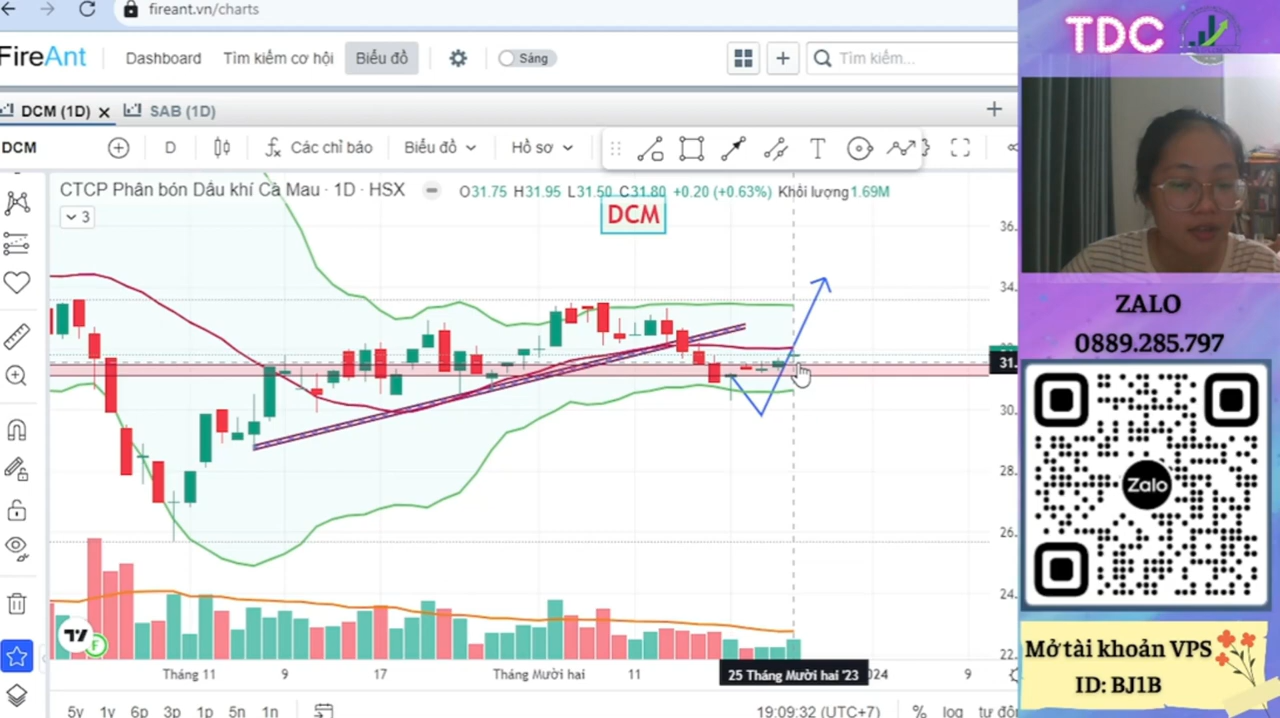 fireant.vn/charts
FireAnt
Dashboard
Tìm kiếm cơ hội
Biểu đồ
Sáng
Tìm kiếm...
DCM (1D)
SAB (1D)
DCM
D
Các chỉ báo
Biểu đồ
Hồ sơ
T
CTCP Phân bón Dầu khí Cà Mau · 1D · HSX
O31.75 H31.95 L31.50 C31.80 +0.20 (+0.63%) Khối lượng1.69M
3
DCM
36.
34.
31.
30.
28.
26.
24.
22.
Tháng 11
9
17
Tháng Mười hai
11
25 Tháng Mười hai '23
2024
9
5y
1y
6p
3p
1p
5n
1n
19:09:32 (UTC+7)
%
log
tự độ
TDC
ZALO
0889.285.797
Zalo
Mở tài khoản VPS
ID: BJ1B